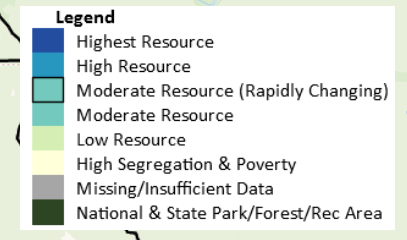 Legend
Highest Resource
High Resource
Moderate Resource (Rapidly Changing)
Moderate Resource
Low Resource
High Segregation & Poverty
Missing/Insufficient Data
National & State Park/Forest/Rec Area